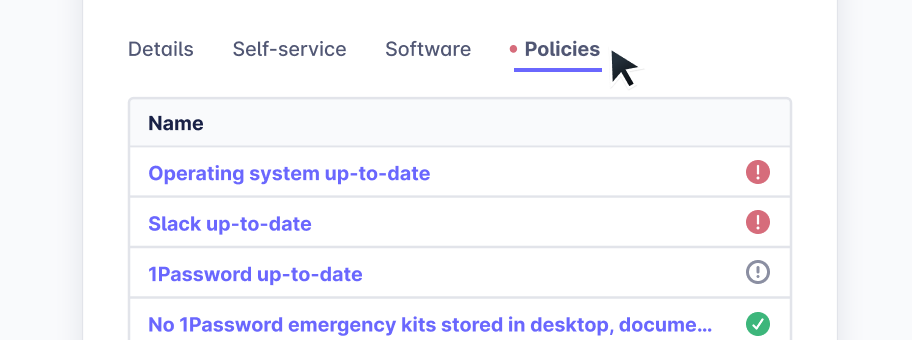 Details Self-service Software Policies
Name
Operating system up-to-date
Slack up-to-date
1Password up-to-date
No 1Password emergency kits stored in desktop, docume...